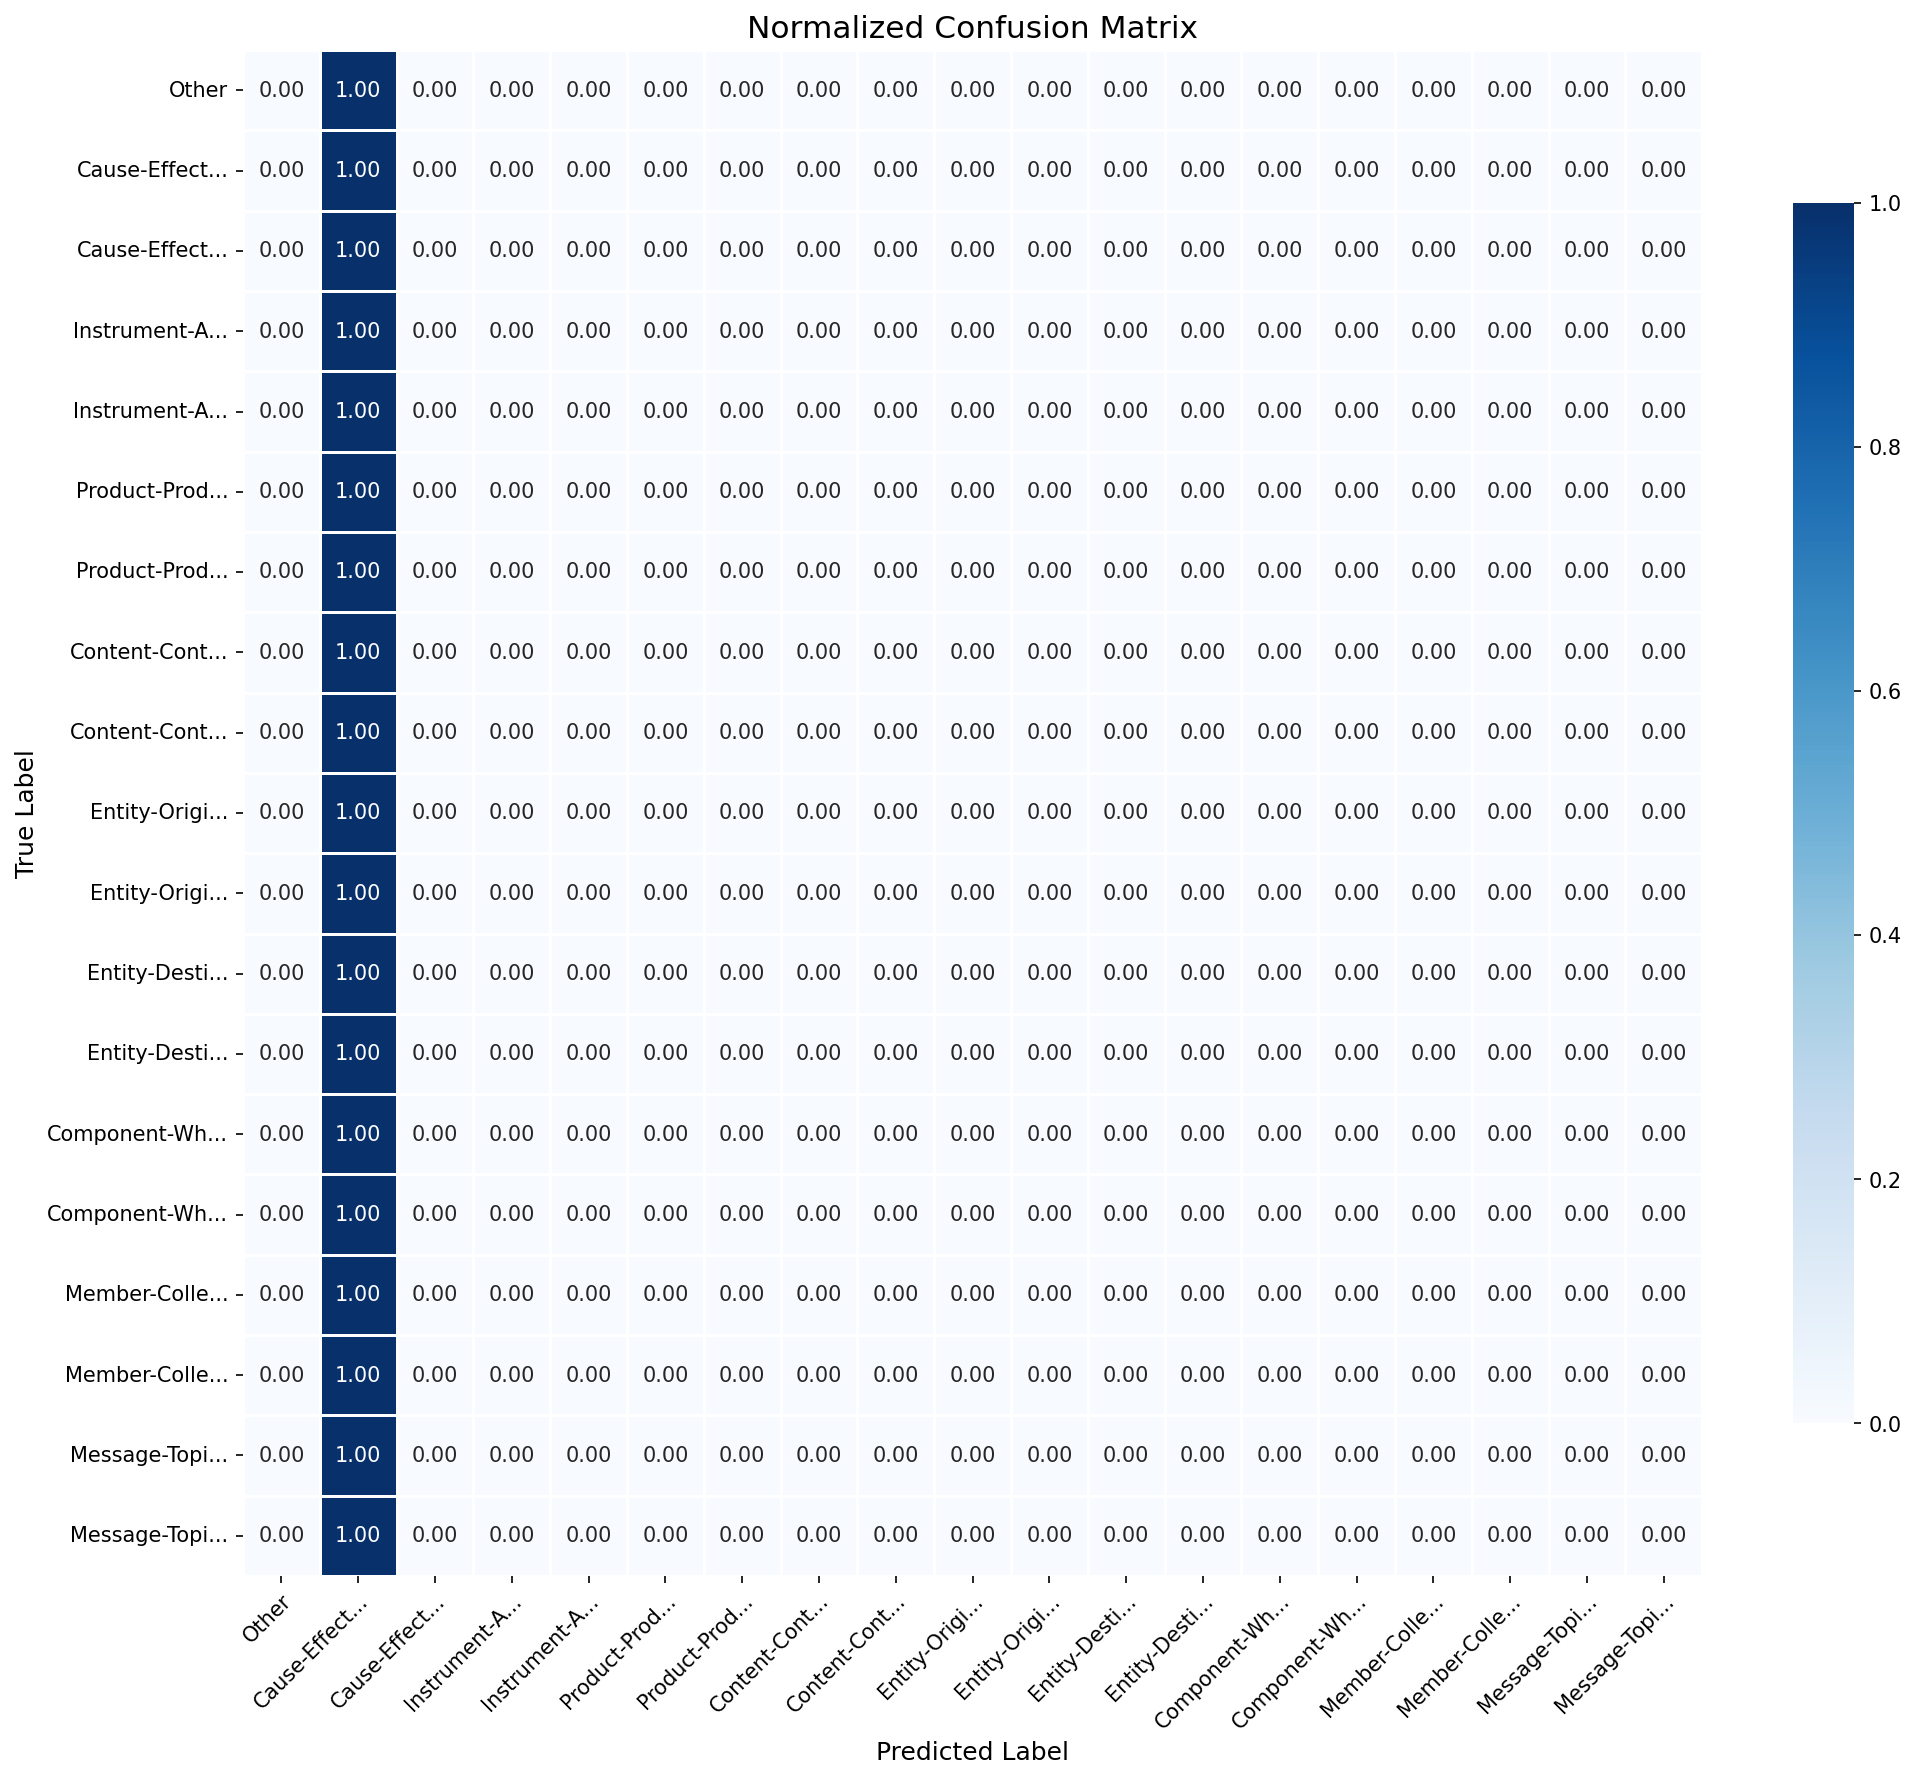 Normalized Confusion Matrix
Other 0.00 1.00 0.00 0.00 0.00 0.00 0.00 0.00 0.00 0.00 0.00 0.00 0.00 0.00 0.00 0.00 0.00 0.00 0.00
Cause-Effect... 0.00 1.00 0.00 0.00 0.00 0.00 0.00 0.00 0.00 0.00 0.00 0.00 0.00 0.00 0.00 0.00 0.00 0.00 0.00
Cause-Effect... 0.00 1.00 0.00 0.00 0.00 0.00 0.00 0.00 0.00 0.00 0.00 0.00 0.00 0.00 0.00 0.00 0.00 0.00 0.00
Instrument-A... 0.00 1.00 0.00 0.00 0.00 0.00 0.00 0.00 0.00 0.00 0.00 0.00 0.00 0.00 0.00 0.00 0.00 0.00 0.00
Instrument-A... 0.00 1.00 0.00 0.00 0.00 0.00 0.00 0.00 0.00 0.00 0.00 0.00 0.00 0.00 0.00 0.00 0.00 0.00 0.00
Product-Prod... 0.00 1.00 0.00 0.00 0.00 0.00 0.00 0.00 0.00 0.00 0.00 0.00 0.00 0.00 0.00 0.00 0.00 0.00 0.00
Product-Prod... 0.00 1.00 0.00 0.00 0.00 0.00 0.00 0.00 0.00 0.00 0.00 0.00 0.00 0.00 0.00 0.00 0.00 0.00 0.00
Content-Cont... 0.00 1.00 0.00 0.00 0.00 0.00 0.00 0.00 0.00 0.00 0.00 0.00 0.00 0.00 0.00 0.00 0.00 0.00 0.00
Content-Cont... 0.00 1.00 0.00 0.00 0.00 0.00 0.00 0.00 0.00 0.00 0.00 0.00 0.00 0.00 0.00 0.00 0.00 0.00 0.00
Entity-Origi... 0.00 1.00 0.00 0.00 0.00 0.00 0.00 0.00 0.00 0.00 0.00 0.00 0.00 0.00 0.00 0.00 0.00 0.00 0.00
Entity-Origi... 0.00 1.00 0.00 0.00 0.00 0.00 0.00 0.00 0.00 0.00 0.00 0.00 0.00 0.00 0.00 0.00 0.00 0.00 0.00
Entity-Desti... 0.00 1.00 0.00 0.00 0.00 0.00 0.00 0.00 0.00 0.00 0.00 0.00 0.00 0.00 0.00 0.00 0.00 0.00 0.00
Entity-Desti... 0.00 1.00 0.00 0.00 0.00 0.00 0.00 0.00 0.00 0.00 0.00 0.00 0.00 0.00 0.00 0.00 0.00 0.00 0.00
Component-Wh... 0.00 1.00 0.00 0.00 0.00 0.00 0.00 0.00 0.00 0.00 0.00 0.00 0.00 0.00 0.00 0.00 0.00 0.00 0.00
Component-Wh... 0.00 1.00 0.00 0.00 0.00 0.00 0.00 0.00 0.00 0.00 0.00 0.00 0.00 0.00 0.00 0.00 0.00 0.00 0.00
Member-Colle... 0.00 1.00 0.00 0.00 0.00 0.00 0.00 0.00 0.00 0.00 0.00 0.00 0.00 0.00 0.00 0.00 0.00 0.00 0.00
Member-Colle... 0.00 1.00 0.00 0.00 0.00 0.00 0.00 0.00 0.00 0.00 0.00 0.00 0.00 0.00 0.00 0.00 0.00 0.00 0.00
Message-Topi... 0.00 1.00 0.00 0.00 0.00 0.00 0.00 0.00 0.00 0.00 0.00 0.00 0.00 0.00 0.00 0.00 0.00 0.00 0.00
Message-Topi... 0.00 1.00 0.00 0.00 0.00 0.00 0.00 0.00 0.00 0.00 0.00 0.00 0.00 0.00 0.00 0.00 0.00 0.00 0.00
True Label
Other
Cause-Effect...
Cause-Effect...
Instrument-A...
Instrument-A...
Product-Prod...
Product-Prod...
Content-Cont...
Content-Cont...
Entity-Origi...
Entity-Origi...
Entity-Desti...
Entity-Desti...
Component-Wh...
Component-Wh...
Member-Colle...
Member-Colle...
Message-Topi...
Message-Topi...
Predicted Label
1.0
0.8
0.6
0.4
0.2
0.0